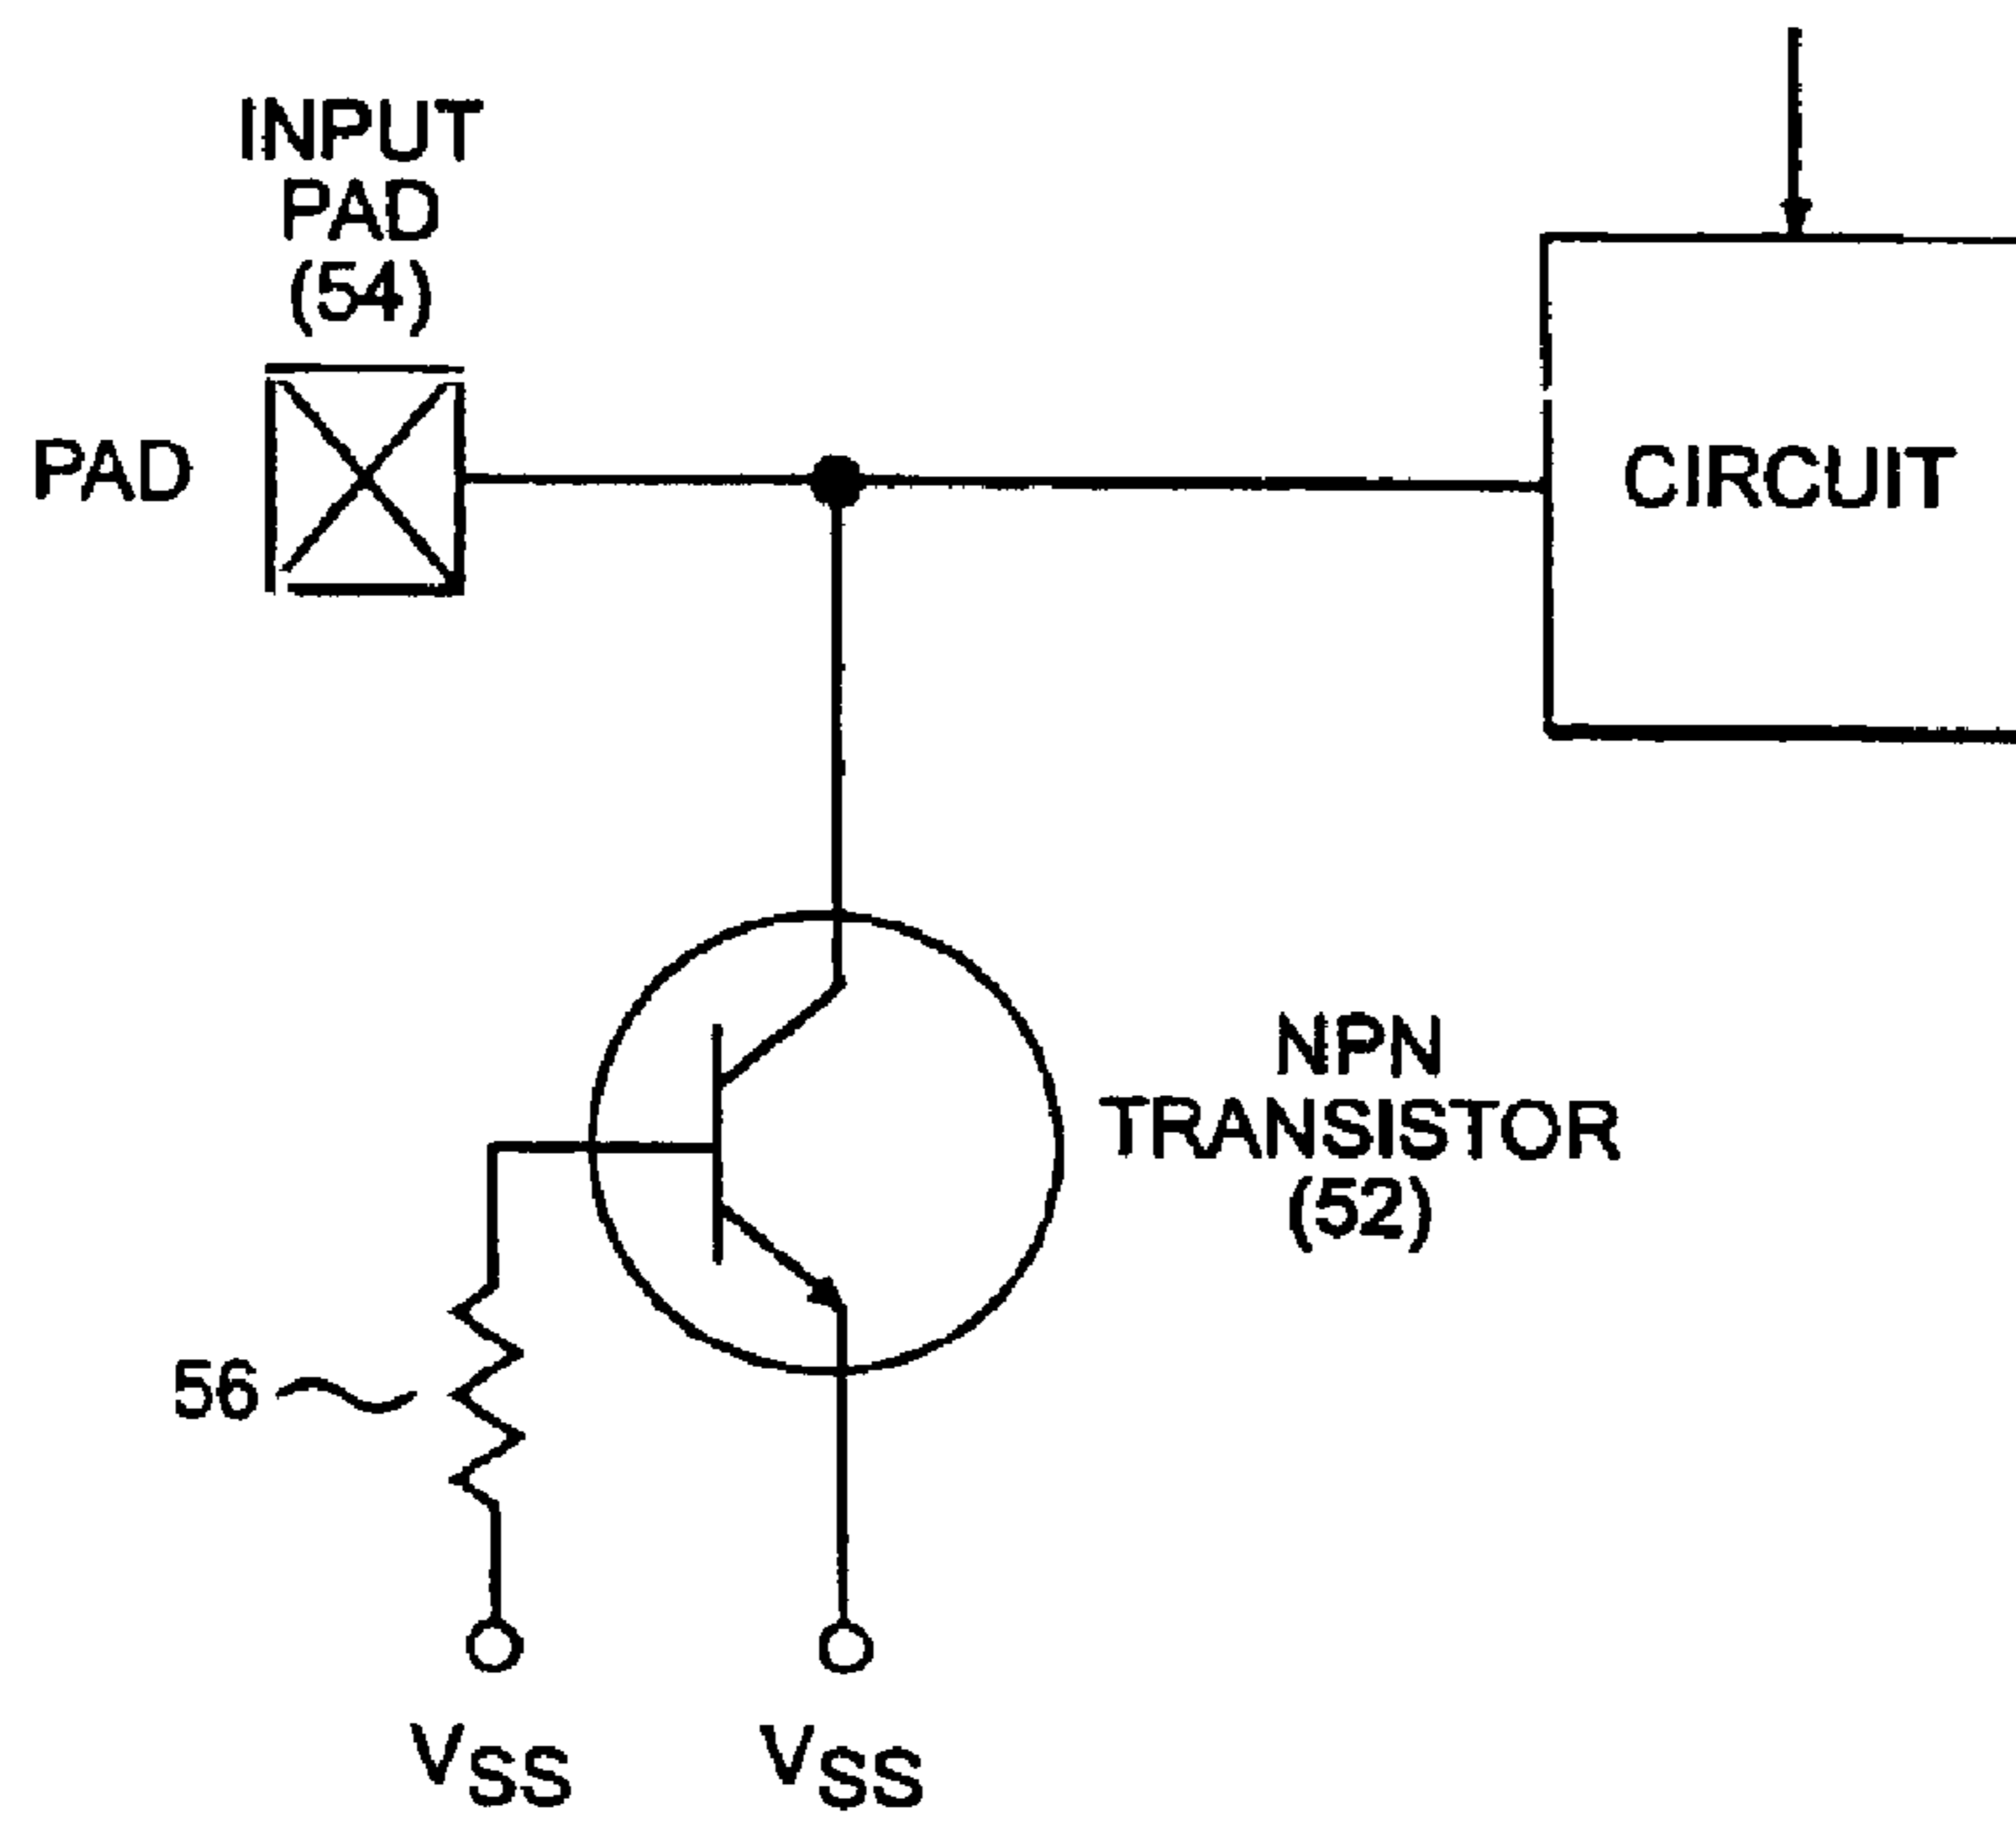 INPUT
PAD
(54)
PAD
CIRCUIT
NPN
TRANSISTOR
(52)
56
VSS
VSS